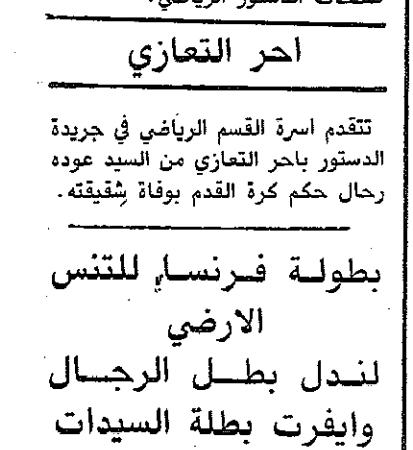 احر التعازي
تتقدم اسرة القسم الرياضي في جريدة
الدستور باحر التعازي من السيد عوده
رحال حكم كرة القدم بوفاة شقيقته.
بطولة فرنسا للتنس
الارضي
لندل بطل الرجال
وايفرت بطلة السيدات